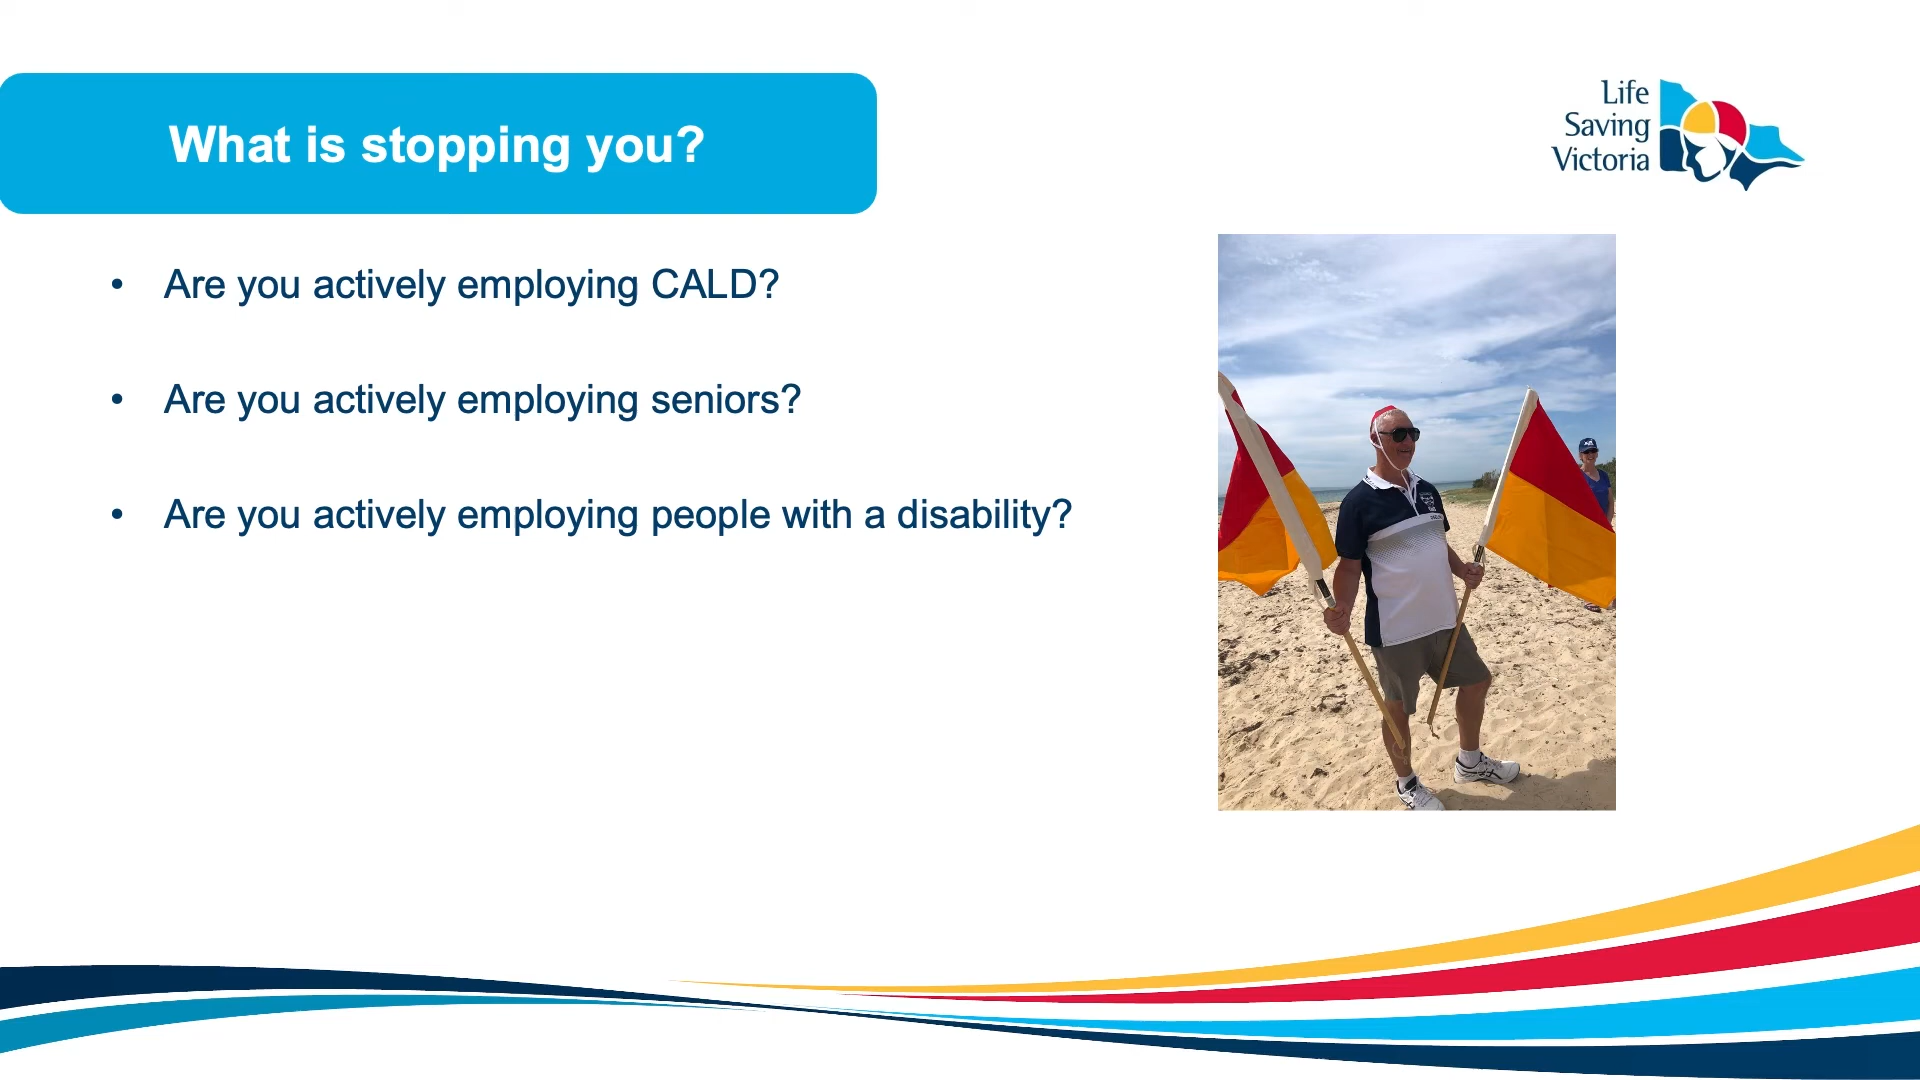 What is stopping you?
Life
Saving
Victoria
• Are you actively employing CALD?
• Are you actively employing seniors?
• Are you actively employing people with a disability?